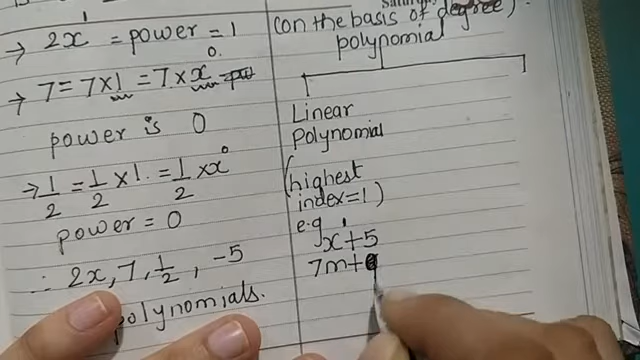 → 2x¹ = power = 1
→ 7 = 7×1 = 7×x⁰
power is 0
→ 1/2 = 1/2 × 1 = 1/2 × x⁰
power = 0
∴ 2x, 7, 1/2, -5
polynomials.
(on the basis of degree).
polynomial
Linear
Polynomial
(highest
index=1)
e.g
x¹+5
7m+